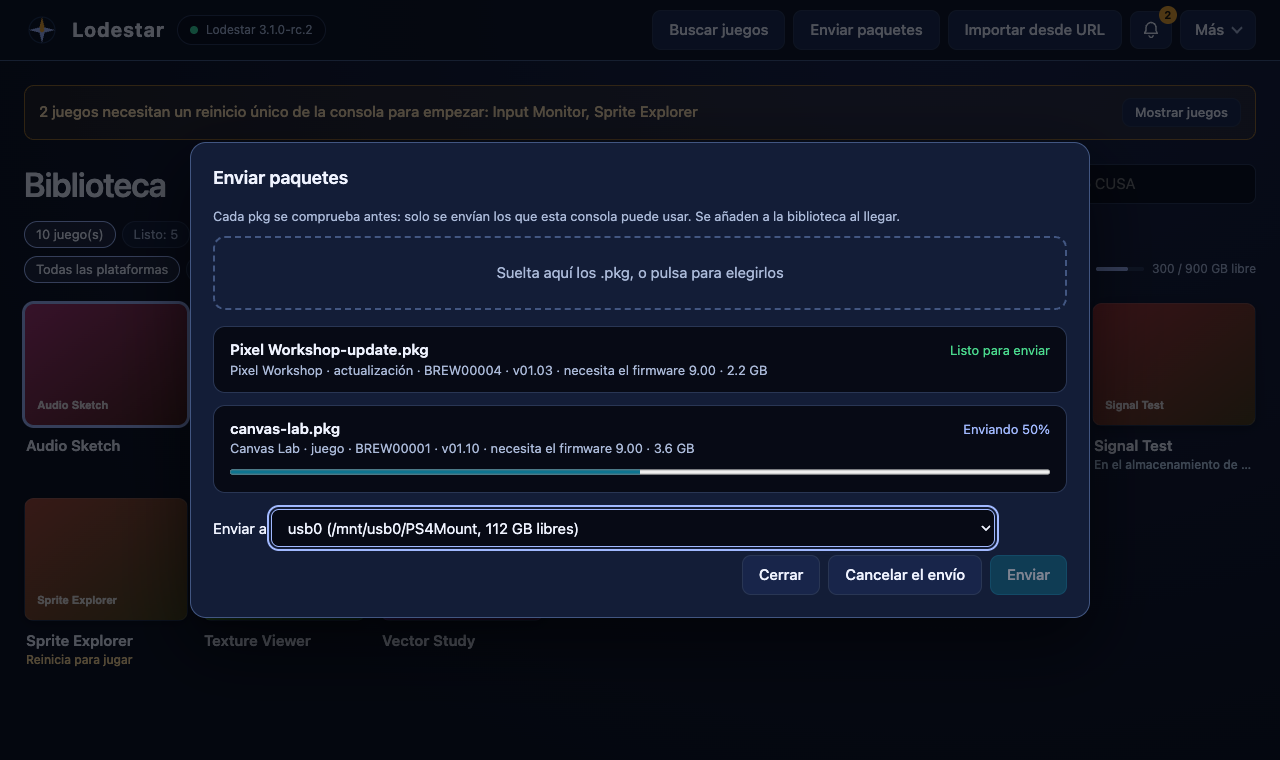 Lodestar
Lodestar 3.1.0-rc.2
Buscar juegos
Enviar paquetes
Importar desde URL
2
Más
2 juegos necesitan un reinicio único de la consola para empezar: Input Monitor, Sprite Explorer
Mostrar juegos
Biblioteca
CUSA
10 juego(s)
Listo: 5
Todas las plataformas
300 / 900 GB libre
Enviar paquetes
Cada pkg se comprueba antes: solo se envían los que esta consola puede usar. Se añaden a la biblioteca al llegar.
Suelta aquí los .pkg, o pulsa para elegirlos
Pixel Workshop-update.pkg
Listo para enviar
Pixel Workshop · actualización · BREW00004 · v01.03 · necesita el firmware 9.00 · 2.2 GB
canvas-lab.pkg
Enviando 50%
Canvas Lab · juego · BREW00001 · v01.10 · necesita el firmware 9.00 · 3.6 GB
Enviar a
usb0 (/mnt/usb0/PS4Mount, 112 GB libres)
Cerrar
Cancelar el envío
Enviar
Audio Sketch
Audio Sketch
Signal Test
Signal Test
En el almacenamiento de ...
Sprite Explorer
Sprite Explorer
Reinicia para jugar
Texture Viewer
Vector Study